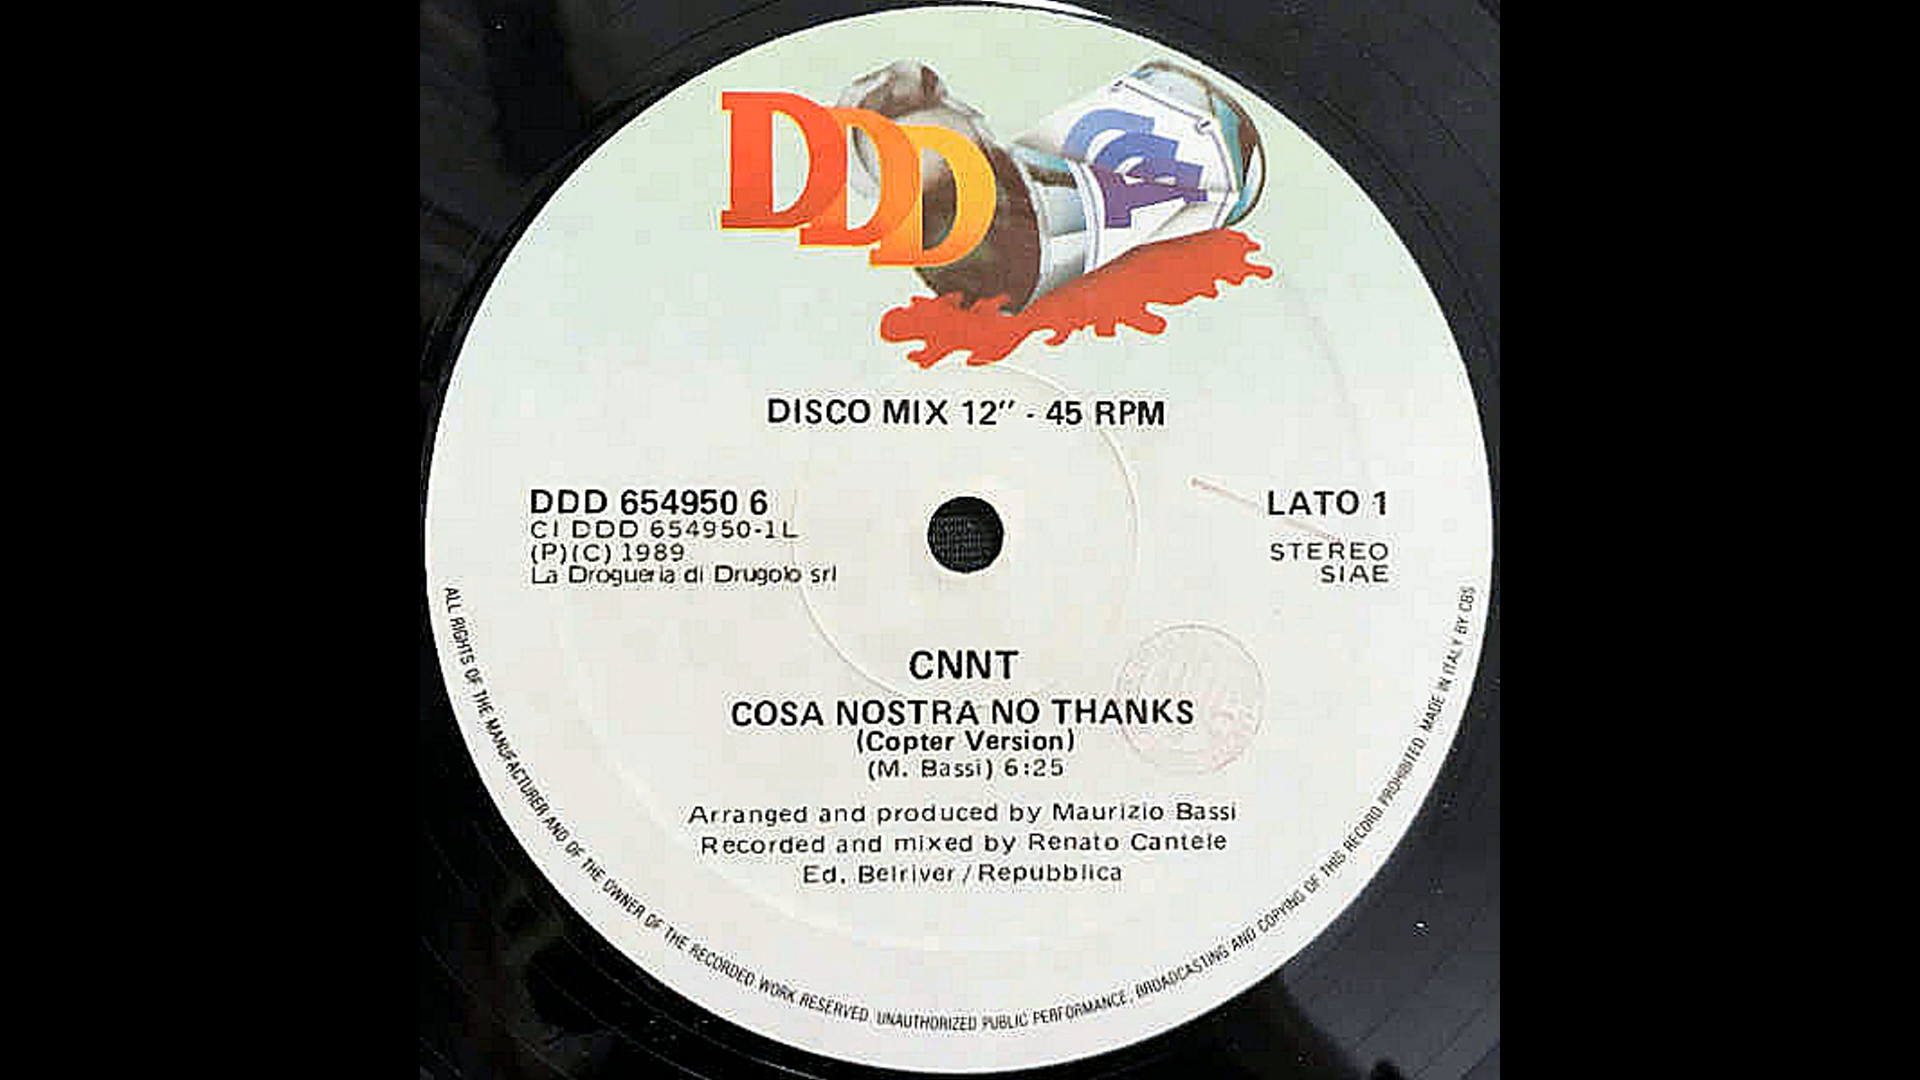 DDD
DISCO MIX 12" - 45 RPM
DDD 654950 6
CI DDD 654950-1L
(P)(C) 1989
La Drogueria di Drugolo srl
LATO 1
STEREO
SIAE
CNNT
COSA NOSTRA NO THANKS
(Copter Version)
(M. Bassi) 6:25
Arranged and produced by Maurizio Bassi
Recorded and mixed by Renato Cantele
Ed. Belriver / Repubblica
ALL RIGHTS OF THE MANUFACTURER AND OF THE OWNER OF THE RECORDED WORK RESERVED. UNAUTHORIZED PUBLIC PERFORMANCE, BROADCASTING AND COPYING OF THIS RECORD PROHIBITED. MADE IN ITALY BY CBS